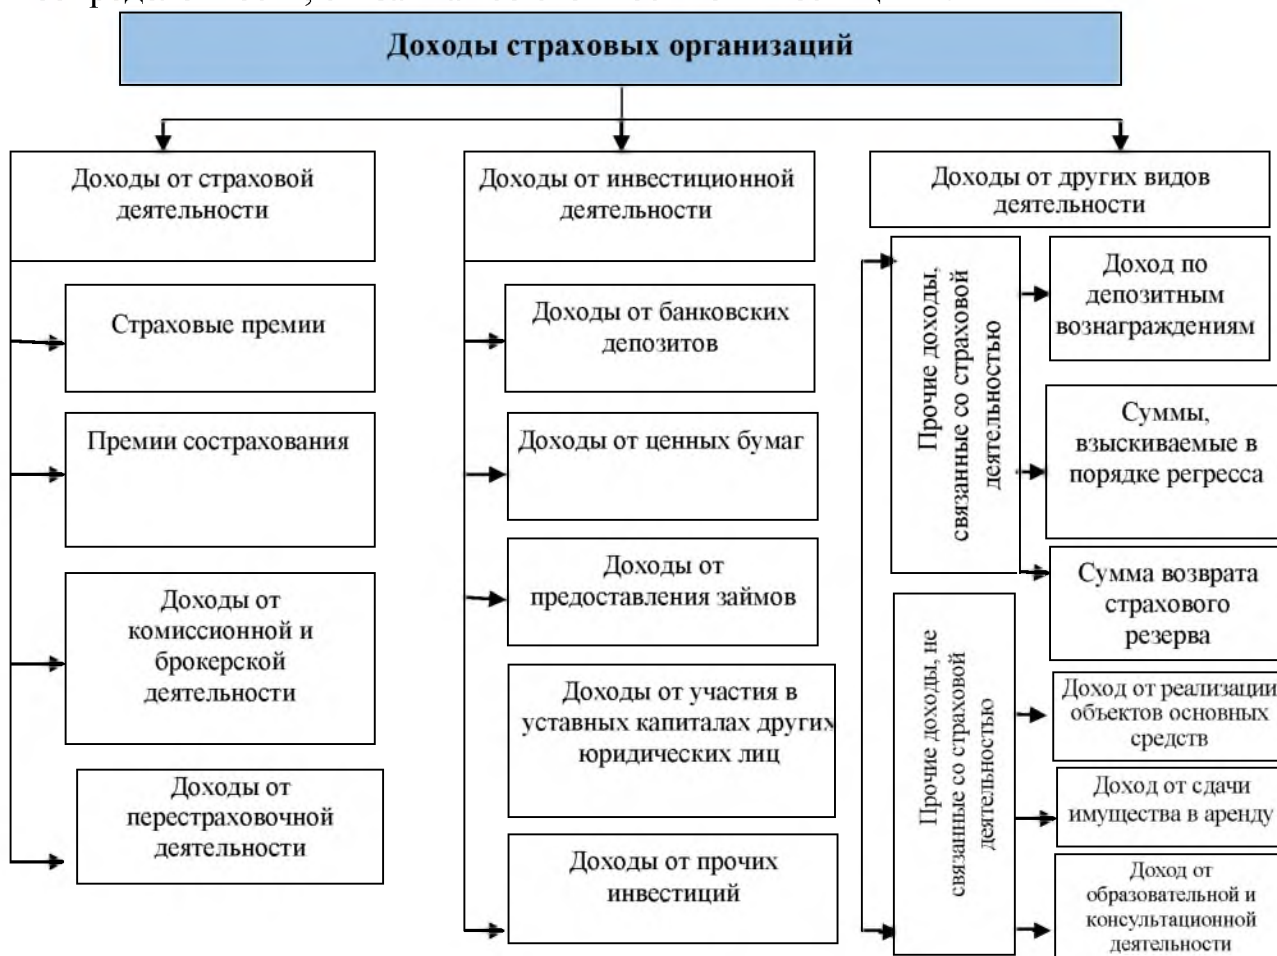 Доходы страховых организаций
Доходы от страховой
деятельности
Страховые премии
Премии сострахования
Доходы от
комиссионной и
брокерской
деятельности
Доходы от
перестраховочной
деятельности
Доходы от инвестиционной
деятельности
Доходы от банковских
депозитов
Доходы от ценных бумаг
Доходы от
предоставления займов
Доходы от участия в
уставных капиталах других
юридических лиц
Доходы от прочих
инвестиций
Доходы от других видов
деятельности
Прочие доходы,
связанные со страховой
деятельностью
Доход по
депозитным
вознаграждениям
Суммы,
взыскиваемые в
порядке регресса
Сумма возврата
страхового
резерва
Прочие доходы, не
связанные со страховой
деятельностью
Доход от реализации
объектов основных
средств
Доход от сдачи
имущества в аренду
Доход от
образовательной и
консультационной
деятельности